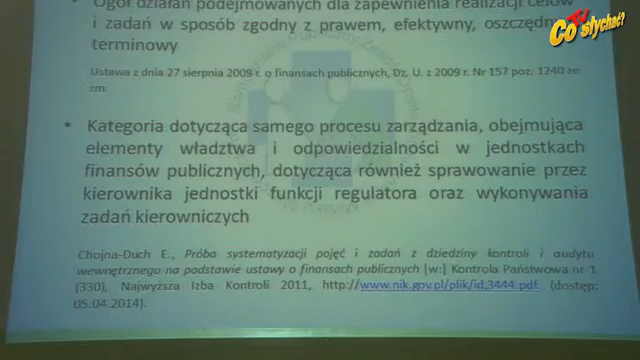 Ogół działań podejmowanych dla zapewnienia realizacji celów
i zadań w sposób zgodny z prawem, efektywny, oszczędny
terminowy
Ustawa z dnia 27 sierpnia 2009 r. o finansach publicznych, Dz. U. z 2009 r. Nr 157 poz. 1240 ze
zm.
• Kategoria dotycząca samego procesu zarządzania, obejmująca
elementy władztwa i odpowiedzialności w jednostkach
finansów publicznych, dotycząca również sprawowanie przez
kierownika jednostki funkcji regulatora oraz wykonywania
zadań kierowniczych
Chojna-Duch E., Próba systematyzacji pojęć i zadań z dziedziny kontroli i audytu
wewnętrznego na podstawie ustawy o finansach publicznych [w:] Kontrola Państwowa nr 1
(330), Najwyższa Izba Kontroli 2011, http://www.nik.gov.pl/plik/id,3444.pdf (dostęp:
05.04.2014).
Co słychać?
TV